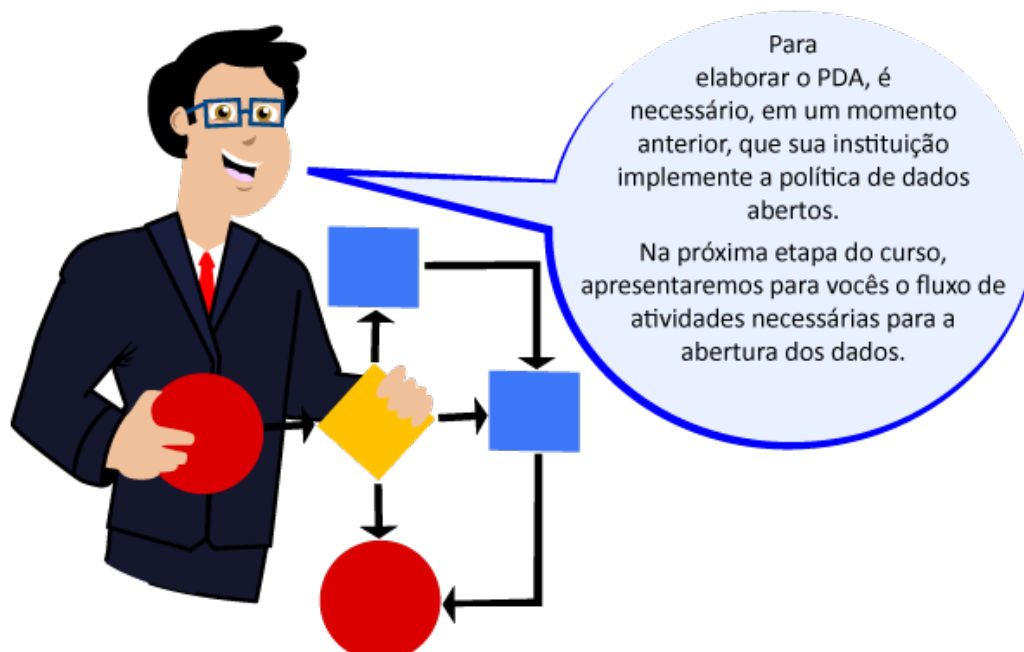 Para
elaborar o PDA, é
necessário, em um momento
anterior, que sua instituição
implemente a política de dados
abertos.
Na próxima etapa do curso,
apresentaremos para vocês o fluxo de
atividades necessárias para a
abertura dos dados.